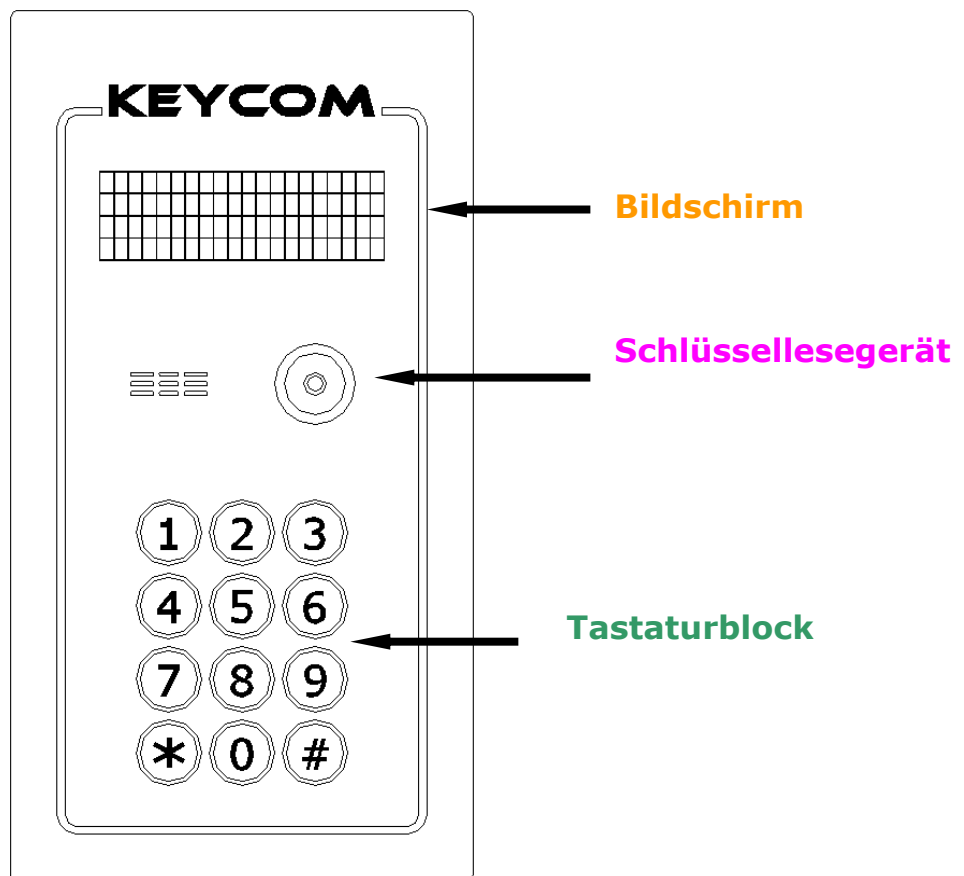 KEYCOM
Bildschirm
Schlüssellesegerät
1 2 3
4 5 6
Tastaturblock
7 8 9
* 0 #